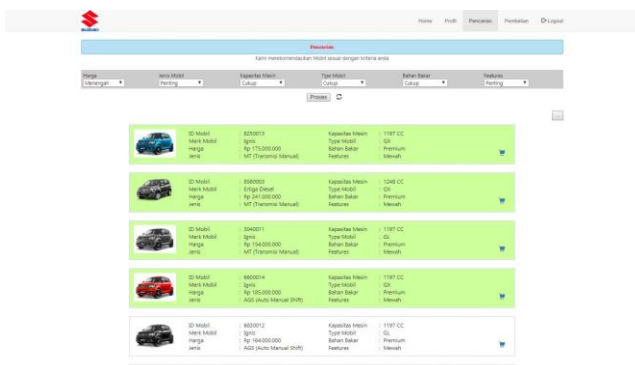 SUZUKI
Home Profil Pencarian Pembelian Logout
Pencarian
Kami merekomendasikan Mobil sesuai dengan kriteria anda
Harga Jenis Mobil Kapasitas Mesin Tipe Mobil Bahan Bakar Features
Menengah Penting Cukup Cukup Cukup Penting
Proses
ID Mobil : 8250013 Kapasitas Mesin : 1197 CC
Merk Mobil : Ignis Type Mobil : GX
Harga : Rp 175.000.000 Bahan Bakar : Premium
Jenis : MT (Transmisi Manual) Features : Mewah
ID Mobil Kapasitas Mesin : 1248 CC
Merk Mobil : Ertiga Diesel Type Mobil : GX
Harga : Rp 241.000.000 Bahan Bakar : Premium
Jenis : MT (Transmisi Manual) Features : Mewah
ID Mobil : 3040011 Kapasitas Mesin : 1197 CC
Merk Mobil : Ignis Type Mobil : GL
Harga : Rp 154.000.000 Bahan Bakar : Premium
Jenis : MT (Transmisi Manual) Features : Mewah
ID Mobil : 6600014 Kapasitas Mesin : 1197 CC
Merk Mobil : Ignis Type Mobil : GX
Harga : Rp 185.000.000 Bahan Bakar : Premium
Jenis : AGS (Auto Manual Shift) Features : Mewah
ID Mobil : 6630012 Kapasitas Mesin : 1197 CC
Merk Mobil : Ignis Type Mobil : GL
Harga : Rp 164.000.000 Bahan Bakar : Premium
Jenis : AGS (Auto Manual Shift) Features : Mewah